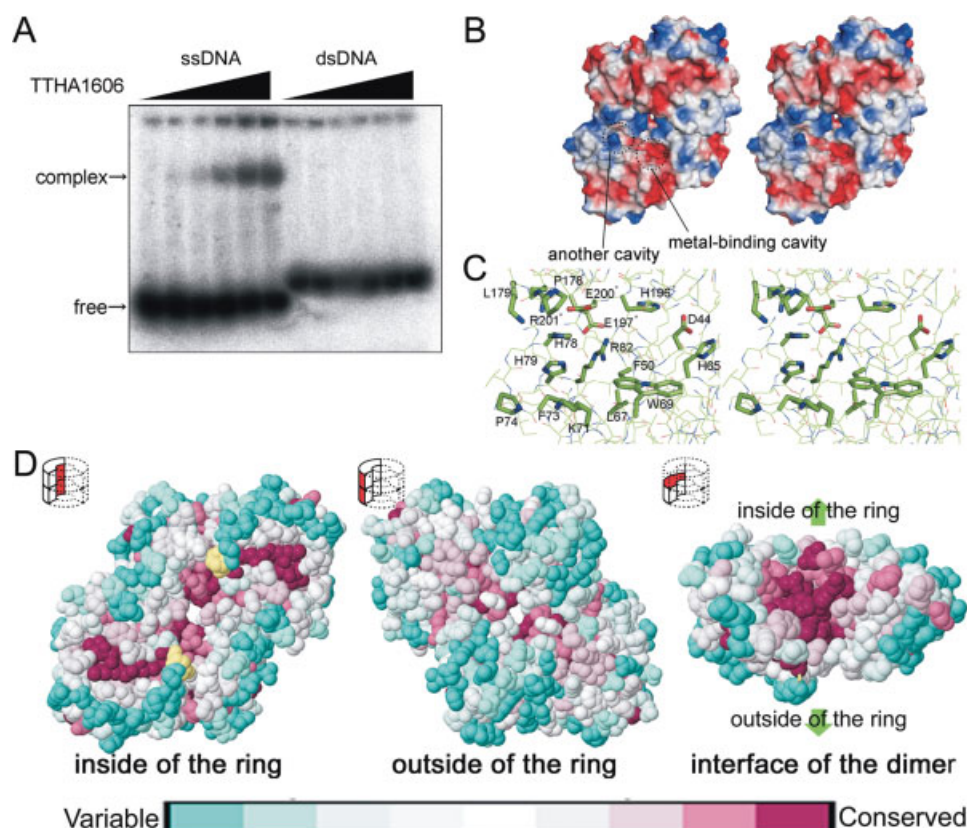 A
ssDNA dsDNA
TTHA1606
complex→
free→
B
another cavity
metal-binding cavity
C
P178
L179 E200* H196
R201* E197* D44
H78 R82
H79 F50 H65
W69
P74 F73 K71 L67
D
inside of the ring
outside of the ring
inside of the ring
outside of the ring
interface of the dimer
Variable Conserved